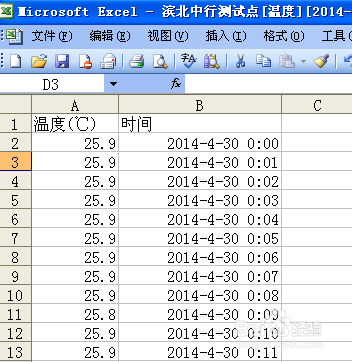 Microsoft Excel - 滨北中行测试点[温度][2014-
文件(F) 编辑(E) 视图(V) 插入(I) 格式(O) 工具(
D3 fx
A B C
1 温度(℃) 时间
2 25.9 2014-4-30 0:00
3 25.9 2014-4-30 0:01
4 25.9 2014-4-30 0:02
5 25.9 2014-4-30 0:03
6 25.9 2014-4-30 0:04
7 25.9 2014-4-30 0:05
8 25.9 2014-4-30 0:06
9 25.9 2014-4-30 0:07
10 25.9 2014-4-30 0:08
11 25.8 2014-4-30 0:09
12 25.9 2014-4-30 0:10
13 25.9 2014-4-30 0:11